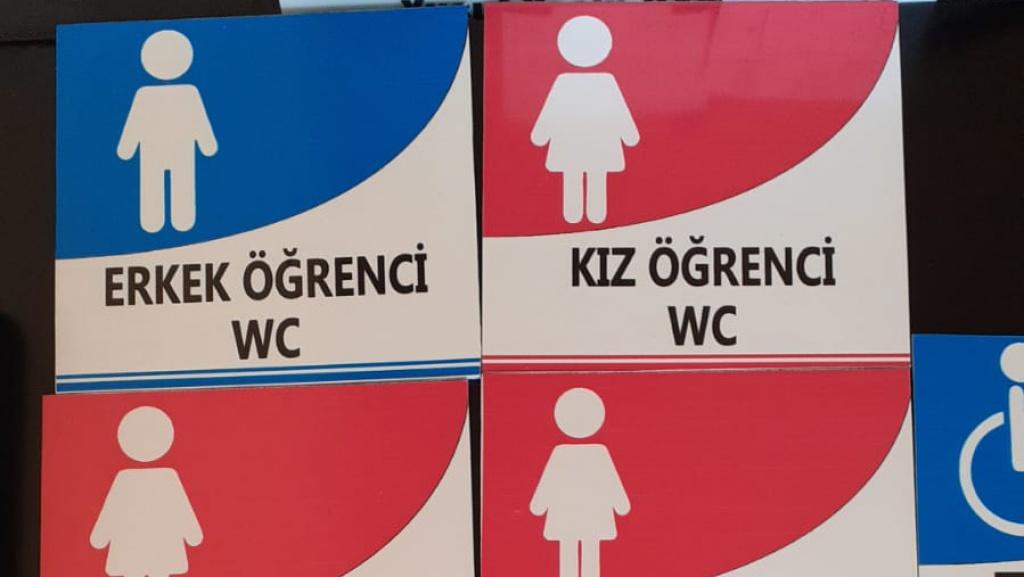 ERKEK ÖĞRENCİ
WC
KIZ ÖĞRENCİ
WC